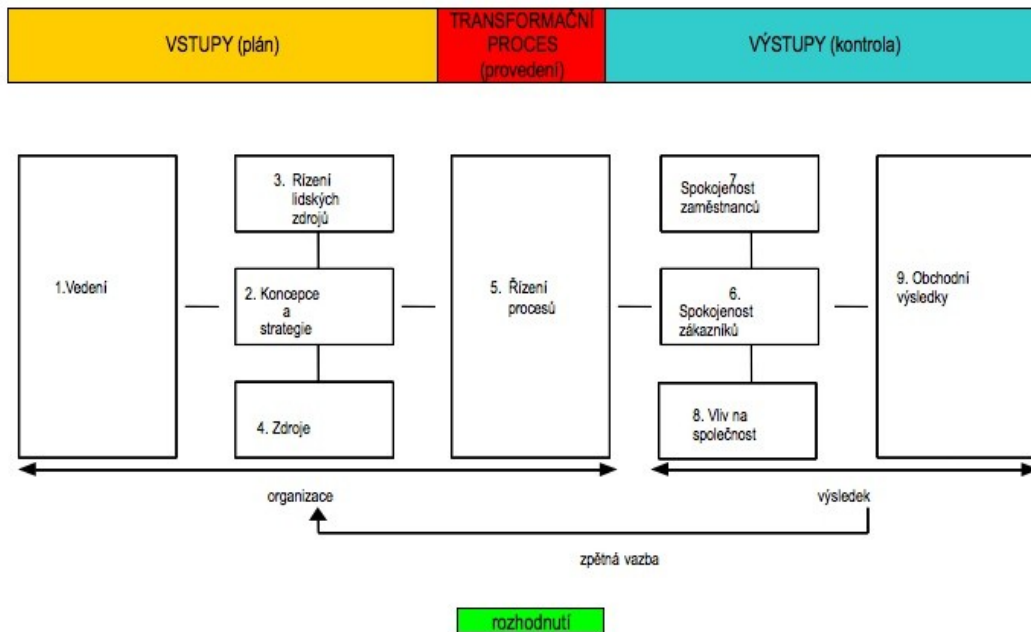 VSTUPY (plán)
TRANSFORMAČNÍ
PROCES
(provedení)
VÝSTUPY (kontrola)
1.Vedení
3. Řízení
lidských
zdrojů
2. Koncepce
a
strategie
4. Zdroje
5. Řízení
procesů
7
Spokojenost
zaměstnanců
6.
Spokojenost
zákazníků
8. Vliv na
společnost
9. Obchodní
výsledky
organizace
výsledek
zpětná vazba
rozhodnutí